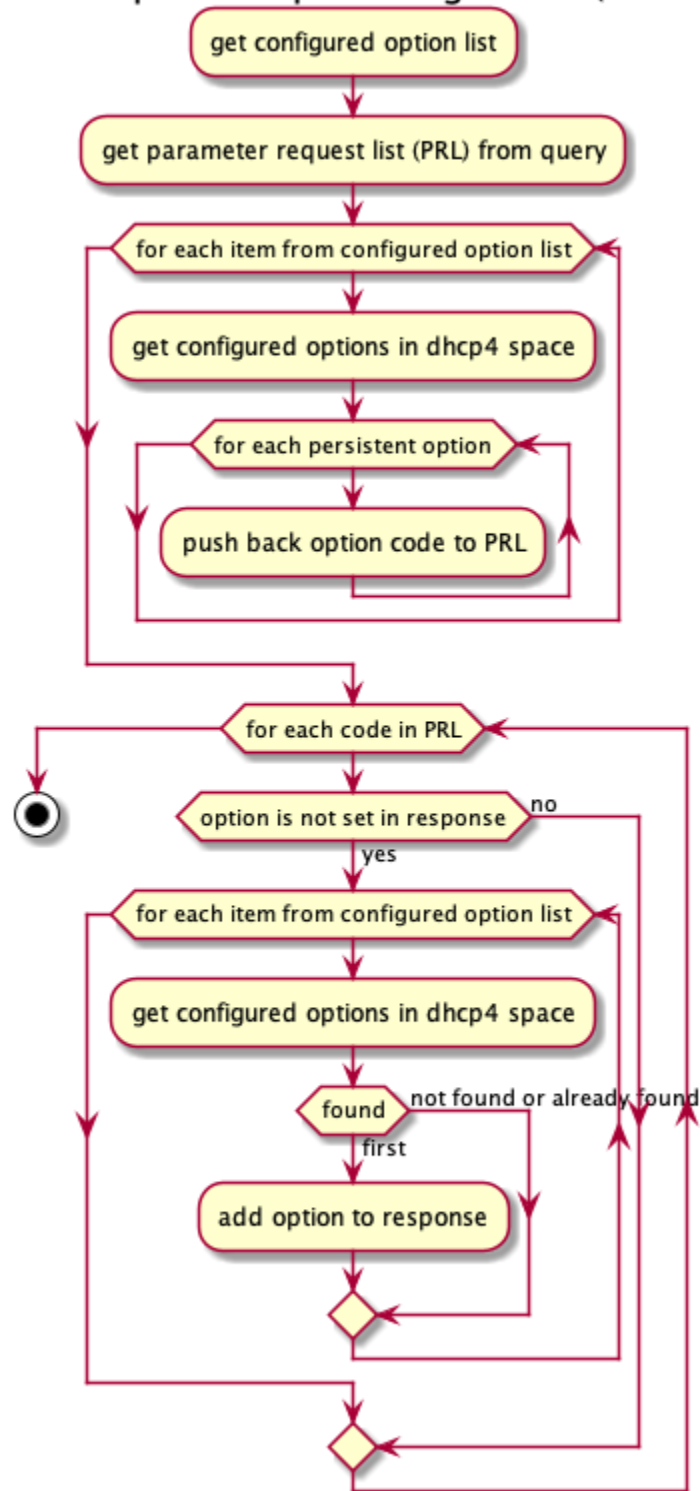 get configured option list
get parameter request list (PRL) from query
for each item from configured option list
get configured options in dhcp4 space
for each persistent option
push back option code to PRL
for each code in PRL
option is not set in response
no
yes
for each item from configured option list
get configured options in dhcp4 space
found
not found or already found
first
add option to response